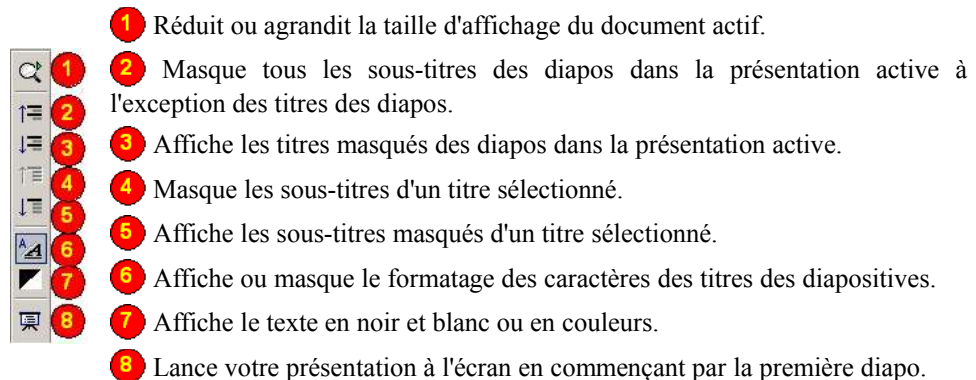 1 Réduit ou agrandit la taille d'affichage du document actif.
1
2 Masque tous les sous-titres des diapos dans la présentation active à
l'exception des titres des diapos.
2
3 Affiche les titres masqués des diapos dans la présentation active.
3
4 Masque les sous-titres d'un titre sélectionné.
4
5 Affiche les sous-titres masqués d'un titre sélectionné.
5
6 Affiche ou masque le formatage des caractères des titres des diapositives.
AA 6
7 Affiche le texte en noir et blanc ou en couleurs.
7
8 Lance votre présentation à l'écran en commençant par la première diapo.
8